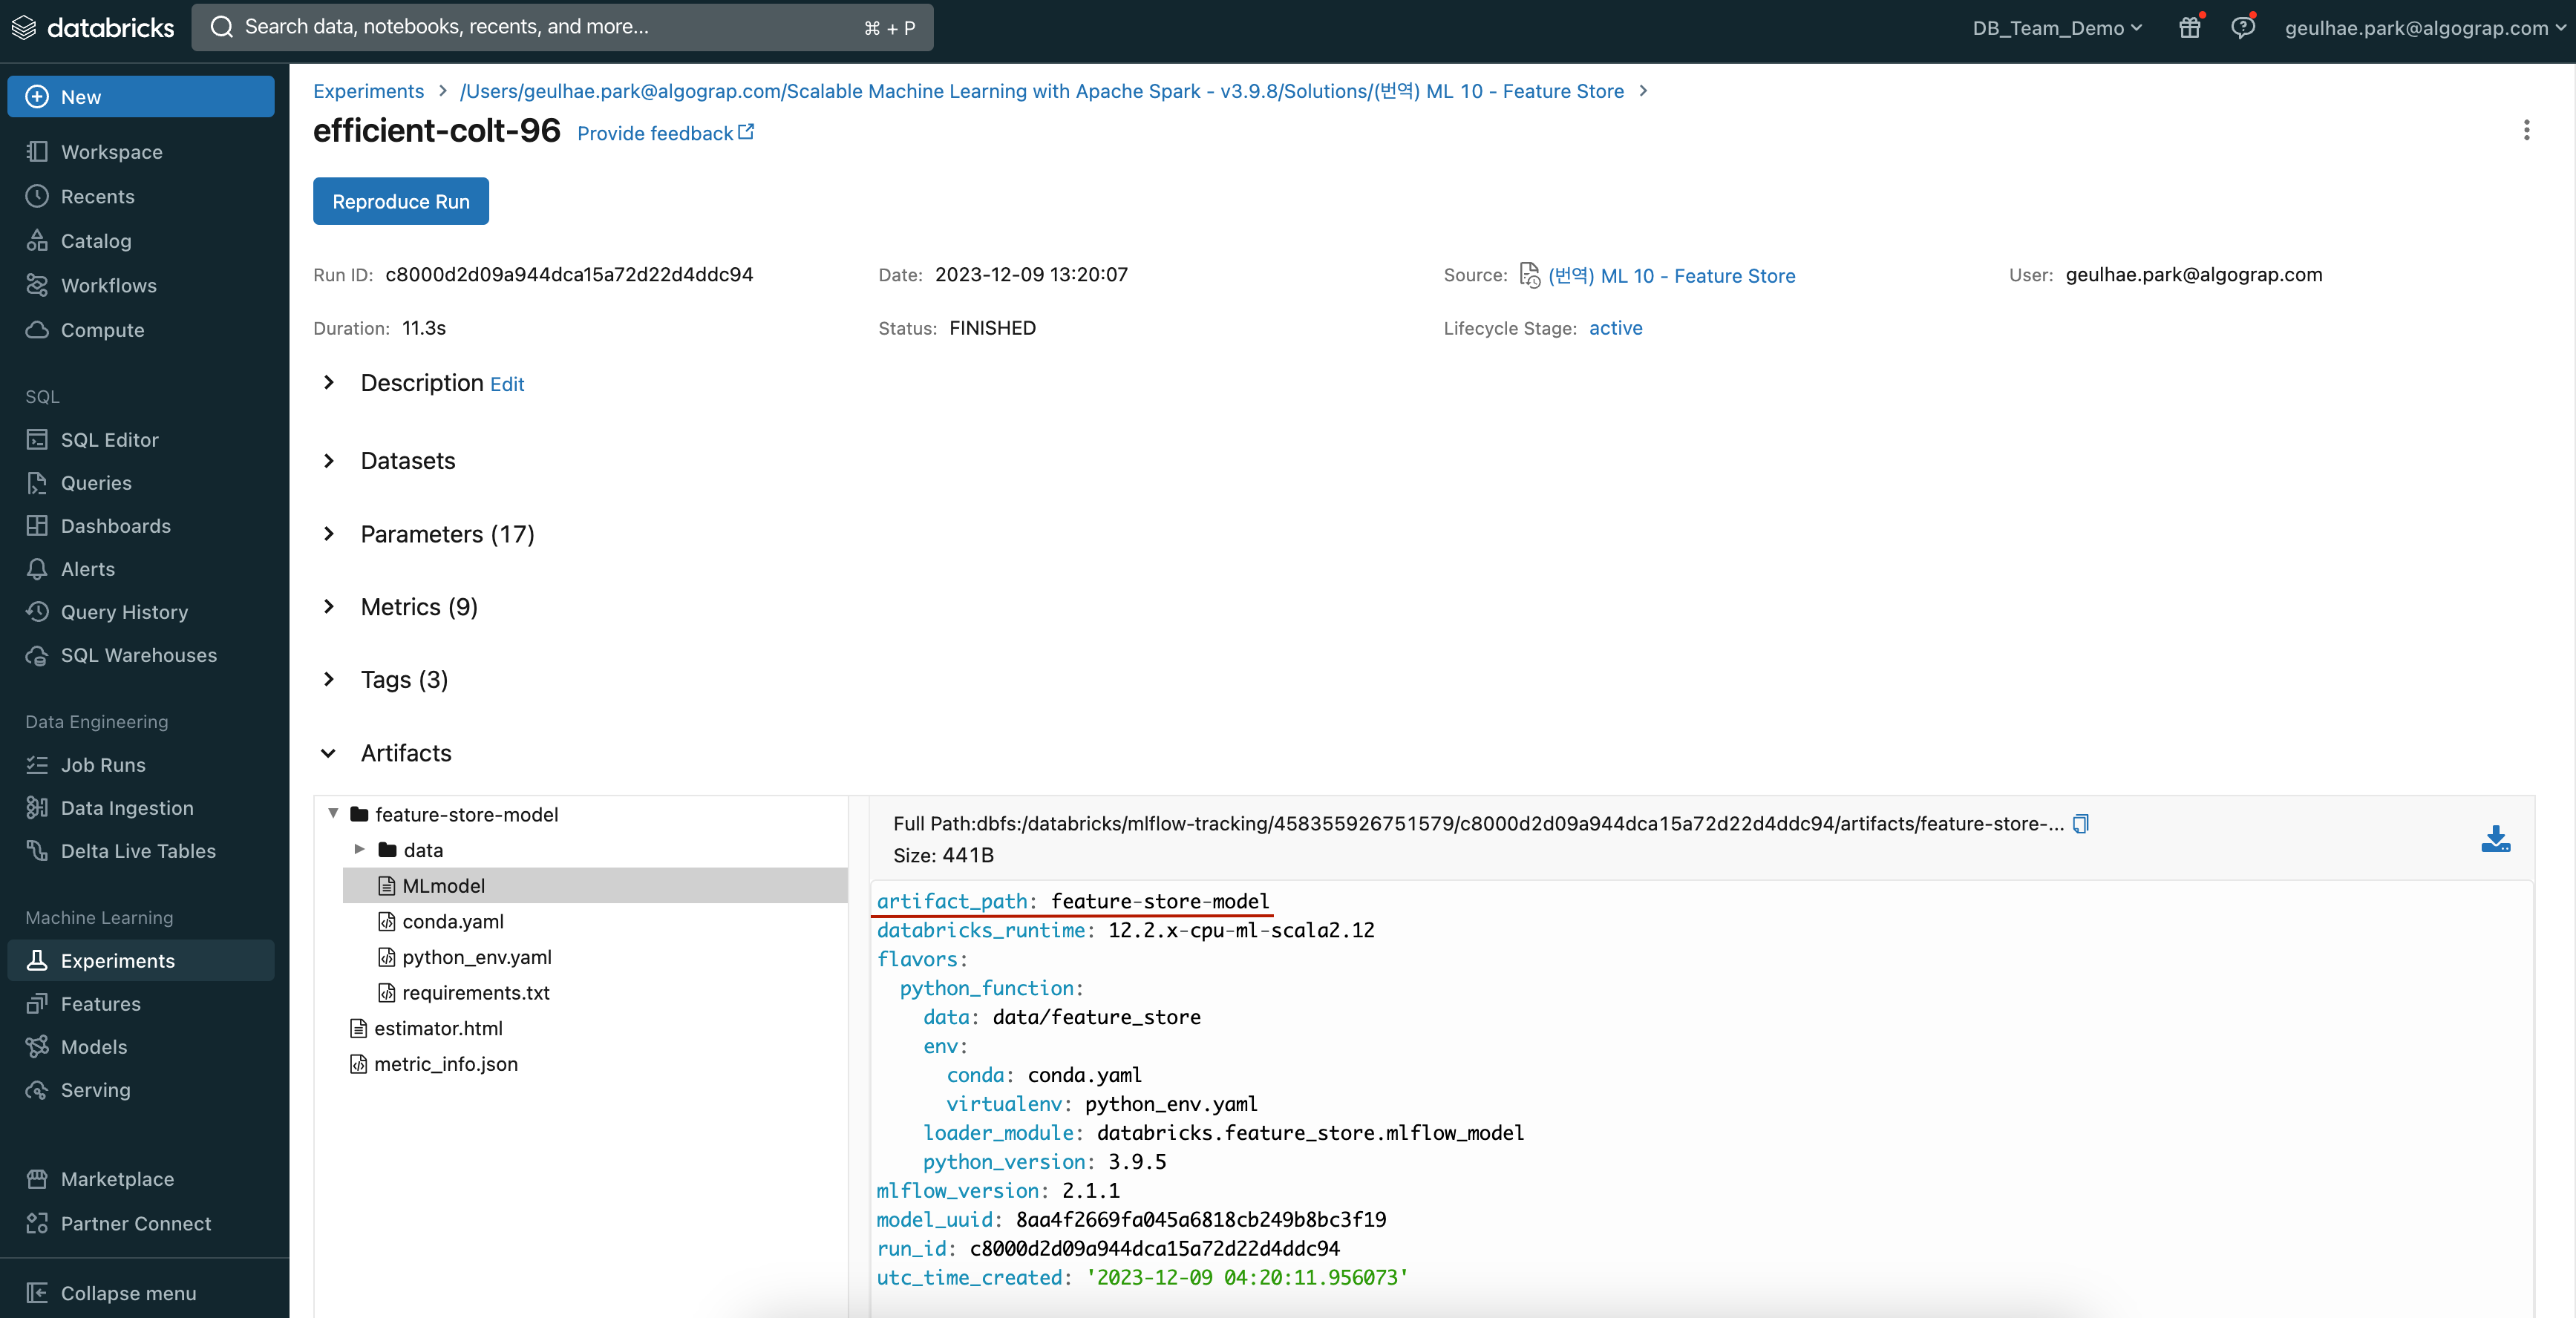 databricks
Search data, notebooks, recents, and more...
⌘ + P
DB_Team_Demo
geulhae.park@algograp.com
New
Workspace
Recents
Catalog
Workflows
Compute
SQL
SQL Editor
Queries
Dashboards
Alerts
Query History
SQL Warehouses
Data Engineering
Job Runs
Data Ingestion
Delta Live Tables
Machine Learning
Experiments
Features
Models
Serving
Marketplace
Partner Connect
Collapse menu
Experiments > /Users/geulhae.park@algograp.com/Scalable Machine Learning with Apache Spark - v3.9.8/Solutions/(번역) ML 10 - Feature Store >
efficient-colt-96 Provide feedback
Reproduce Run
Run ID: c8000d2d09a944dca15a72d22d4ddc94
Date: 2023-12-09 13:20:07
Source: (번역) ML 10 - Feature Store
User: geulhae.park@algograp.com
Duration: 11.3s
Status: FINISHED
Lifecycle Stage: active
Description Edit
Datasets
Parameters (17)
Metrics (9)
Tags (3)
Artifacts
feature-store-model
data
MLmodel
conda.yaml
python_env.yaml
requirements.txt
estimator.html
metric_info.json
Full Path:dbfs:/databricks/mlflow-tracking/458355926751579/c8000d2d09a944dca15a72d22d4ddc94/artifacts/feature-store-...
Size: 441B
artifact_path: feature-store-model
databricks_runtime: 12.2.x-cpu-ml-scala2.12
flavors:
python_function:
data: data/feature_store
env:
conda: conda.yaml
virtualenv: python_env.yaml
loader_module: databricks.feature_store.mlflow_model
python_version: 3.9.5
mlflow_version: 2.1.1
model_uuid: 8aa4f2669fa045a6818cb249b8bc3f19
run_id: c8000d2d09a944dca15a72d22d4ddc94
utc_time_created: '2023-12-09 04:20:11.956073'